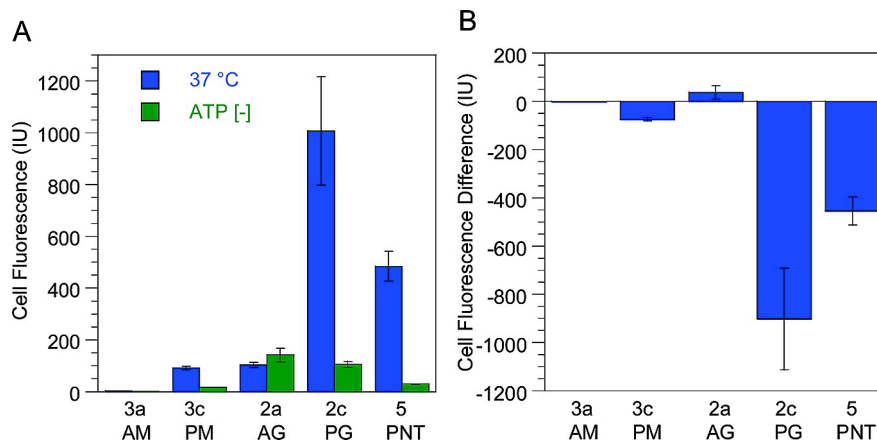 A
Cell Fluorescence (IU)
1200
1000
800
600
400
200
0
37 °C
ATP [-]
3a 3c 2a 2c 5
AM PM AG PG PNT
B
Cell Fluorescence Difference (IU)
200
0
-200
-400
-600
-800
-1000
-1200
3a 3c 2a 2c 5
AM PM AG PG PNT